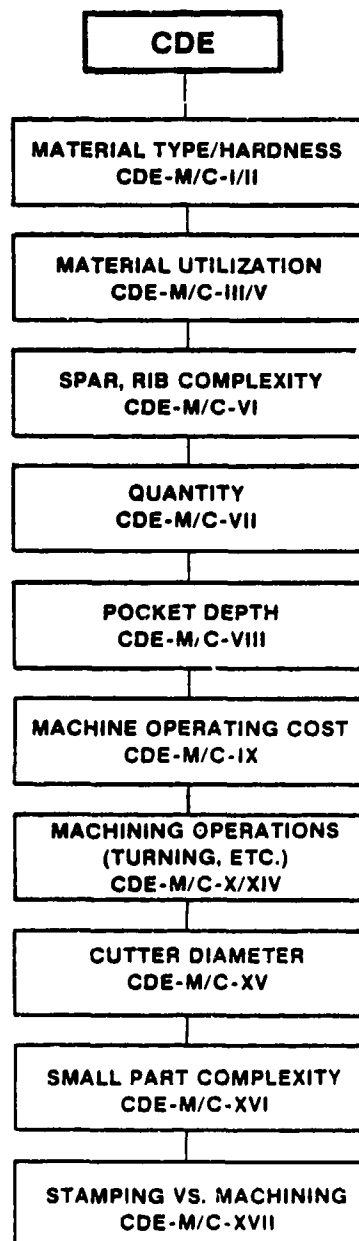 CDE
MATERIAL TYPE/HARDNESS
CDE-M/C-I/II
MATERIAL UTILIZATION
CDE-M/C-III/V
SPAR, RIB COMPLEXITY
CDE-M/C-VI
QUANTITY
CDE-M/C-VII
POCKET DEPTH
CDE-M/C-VIII
MACHINE OPERATING COST
CDE-M/C-IX
MACHINING OPERATIONS
(TURNING, ETC.)
CDE-M/C-X/XIV
CUTTER DIAMETER
CDE-M/C-XV
SMALL PART COMPLEXITY
CDE-M/C-XVI
STAMPING VS. MACHINING
CDE-M/C-XVII